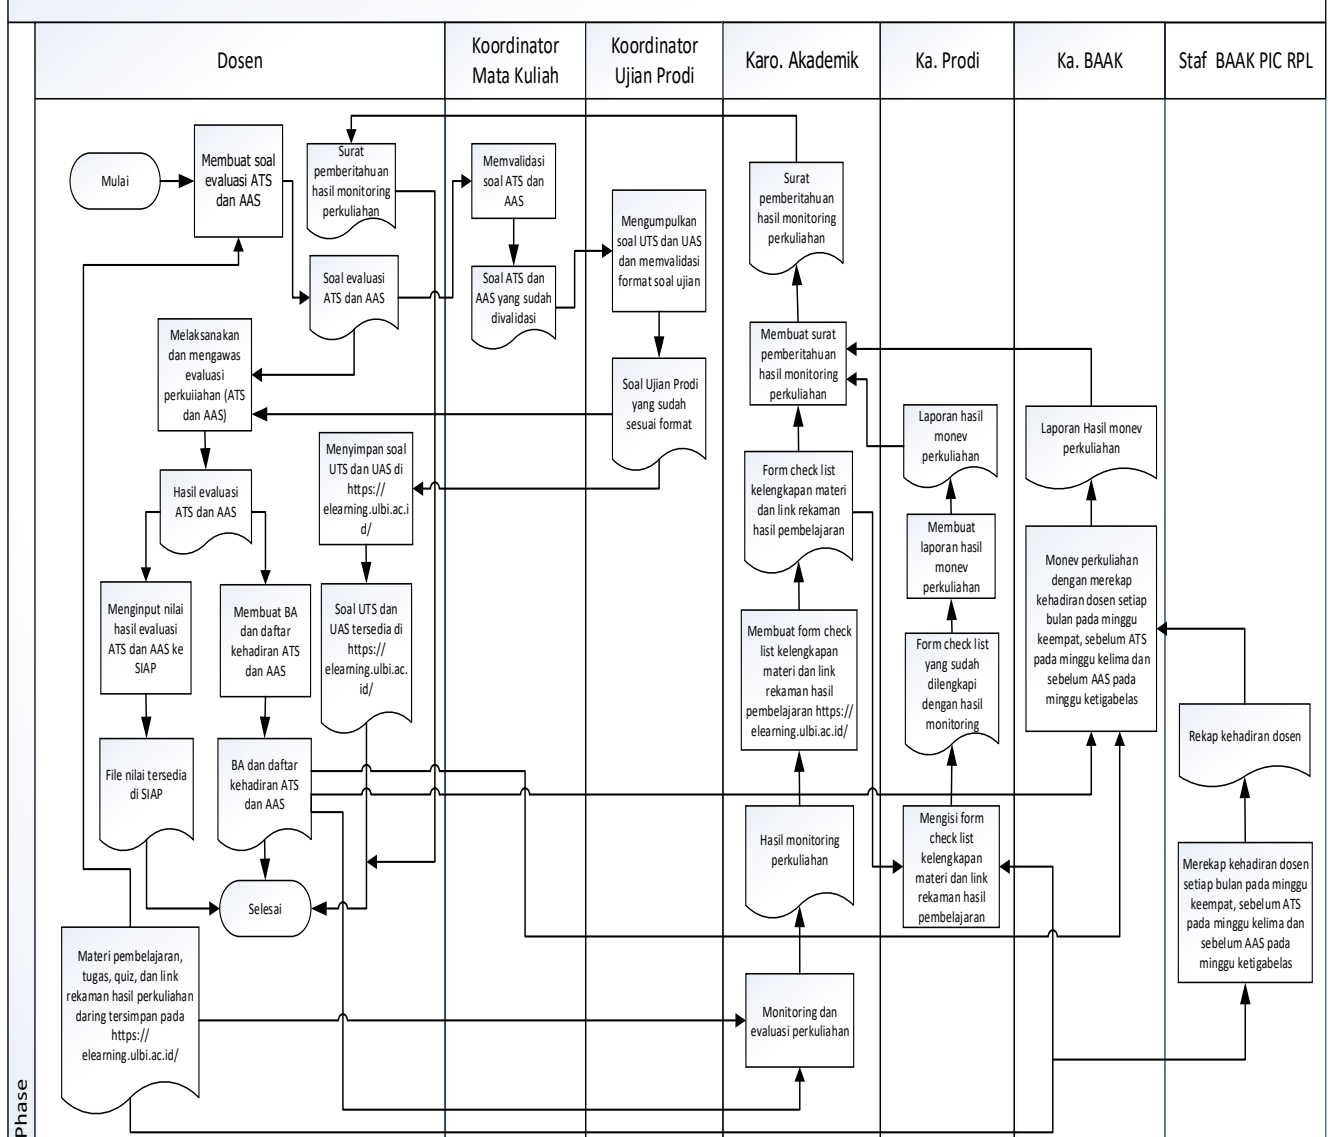 Dosen
Koordinator
Mata Kuliah
Koordinator
Ujian Prodi
Karo. Akademik
Ka. Prodi
Ka. BAAK
Staf BAAK PIC RPL
Mulai
Membuat soal
evaluasi ATS
dan AAS
Surat
pemberitahuan
hasil monitoring
perkuliahan
Soal evaluasi
ATS dan AAS
Melaksanakan
dan mengawas
evaluasi
perkuliahan (ATS
dan AAS)
Hasil evaluasi
ATS dan AAS
Menyimpan soal
UTS dan UAS di
https://
elearning.ulbi.ac.i
d/
Menginput nilai
hasil evaluasi
ATS dan AAS ke
SIAP
Membuat BA
dan daftar
kehadiran ATS
dan AAS
Soal UTS dan
UAS tersedia di
https://
elearning.ulbi.ac.
id/
File nilai tersedia
di SIAP
BA dan daftar
kehadiran ATS
dan AAS
Selesai
Materi pembelajaran,
tugas, quiz, dan link
rekaman hasil perkuliahan
daring tersimpan pada
https://
elearning.ulbi.ac.id/
Memvalidasi
soal ATS dan
AAS
Soal ATS dan
AAS yang sudah
divalidasi
Mengumpulkan
soal UTS dan UAS
dan memvalidasi
format soal ujian
Soal Ujian Prodi
yang sudah
sesuai format
Surat
pemberitahuan
hasil monitoring
perkuliahan
Membuat surat
pemberitahuan
hasil monitoring
perkuliahan
Form check list
kelengkapan materi
dan link rekaman
hasil pembelajaran
Membuat form check
list kelengkapan
materi dan link
rekaman hasil
pembelajaran https://
elearning.ulbi.ac.id/
Hasil monitoring
perkuliahan
Monitoring dan
evaluasi perkuliahan
Laporan hasil
monev
perkuliahan
Membuat
laporan hasil
monev
perkuliahan
Form check list
yang sudah
dilengkapi
dengan hasil
monitoring
Mengisi form
check list
kelengkapan
materi dan link
rekaman hasil
pembelajaran
Laporan Hasil monev
perkuliahan
Monev perkuliahan
dengan merekap
kehadiran dosen setiap
bulan pada minggu
keempat, sebelum ATS
pada minggu kelima dan
sebelum AAS pada
minggu ketigabelas
Rekap kehadiran dosen
Merekap kehadiran dosen
setiap bulan pada minggu
keempat, sebelum ATS
pada minggu kelima dan
sebelum AAS pada
minggu ketigabelas
Phase